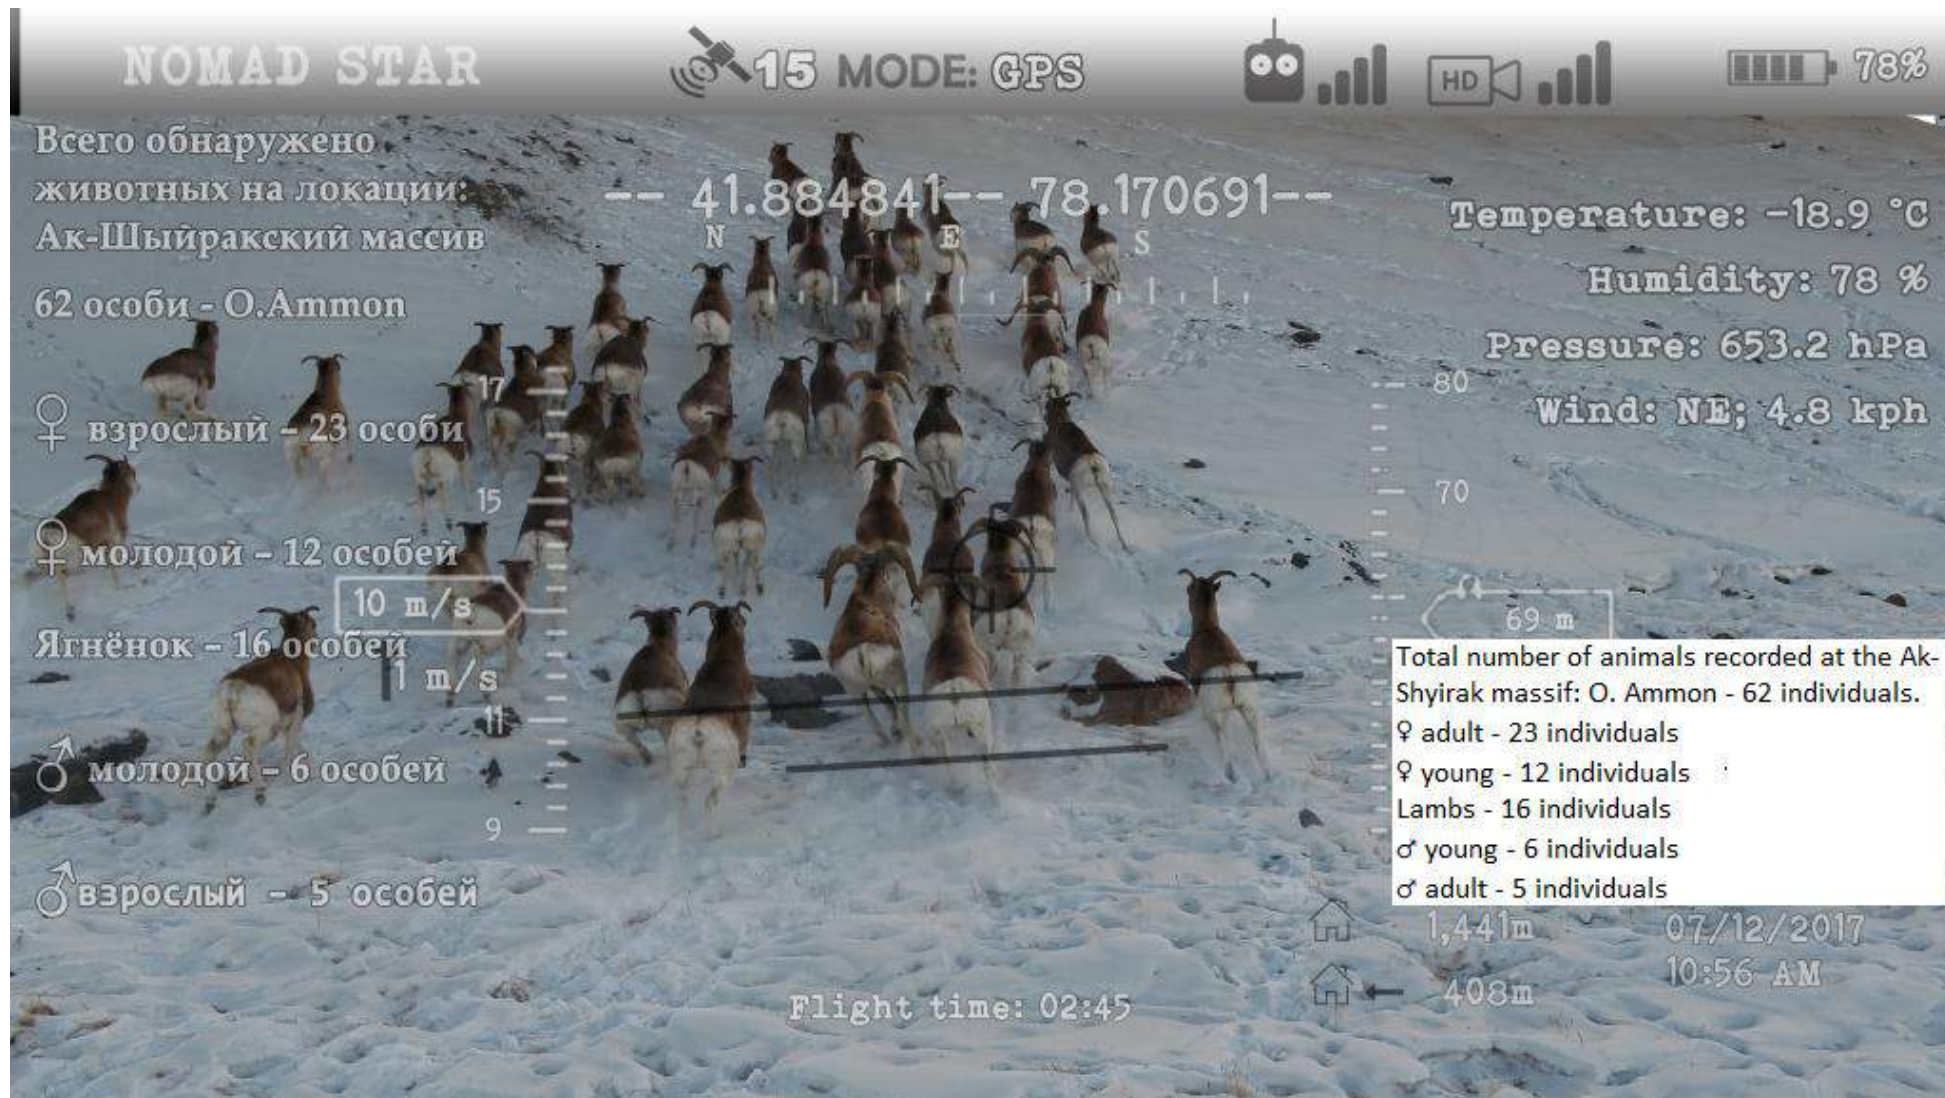 NOMAD STAR
15 MODE: GPS
HD
78%
Всего обнаружено
животных на локации:
Ак-Шыйракский массив
62 особи - O.Ammon
♀ взрослый – 23 особи
♀ молодой – 12 особей
Ягнёнок – 16 особей
♂ молодой – 6 особей
♂ взрослый – 5 особей
-- 41.884841-- 78.170691--
N E S
Temperature: -18.9 °C
Humidity: 78 %
Pressure: 653.2 hPa
Wind: NE; 4.8 kph
17
15
10 m/s
1 m/s
11
9
80
70
69 m
Total number of animals recorded at the Ak-
Shyirak massif: O. Ammon - 62 individuals.
♀ adult - 23 individuals
♀ young - 12 individuals
Lambs - 16 individuals
♂ young - 6 individuals
♂ adult - 5 individuals
1,441m
408m
07/12/2017
10:56 AM
Flight time: 02:45